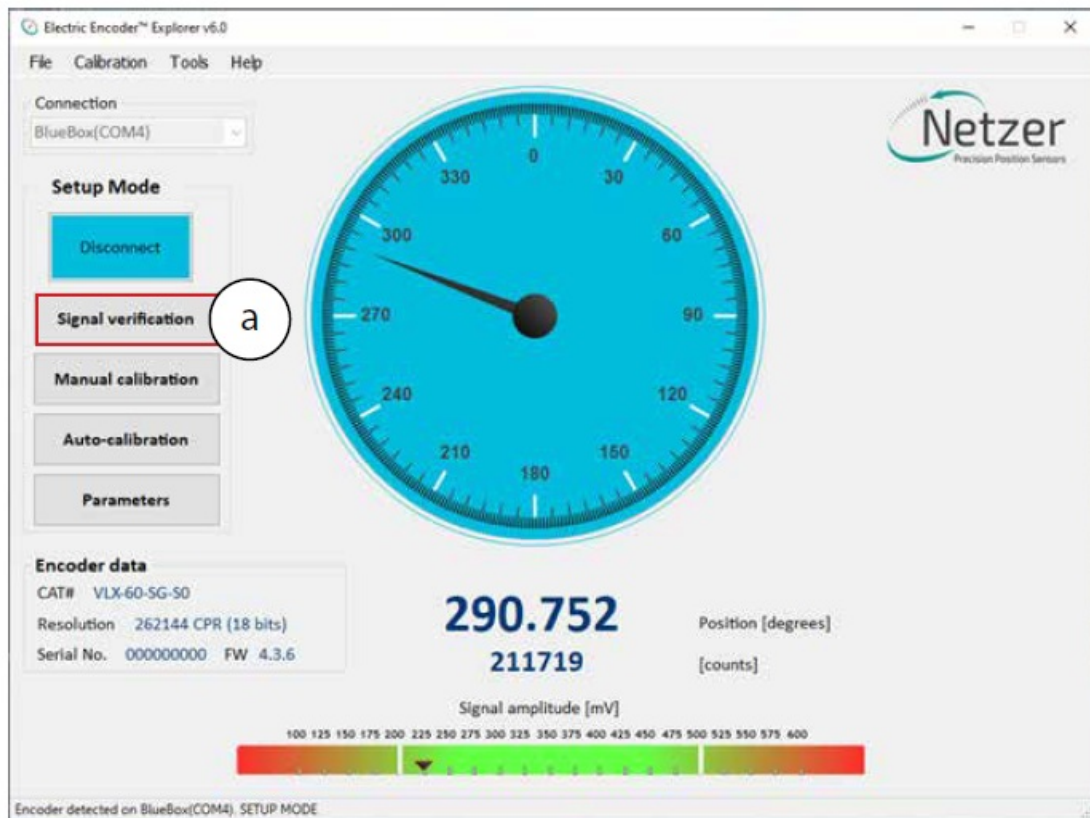 Electric Encoder™ Explorer v6.0
File Calibration Tools Help
Connection
BlueBox(COM4)
Netzer
Precision Position Sensors
Setup Mode
Disconnect
Signal verification
a
Manual calibration
Auto-calibration
Parameters
0
30
60
90
120
150
180
210
240
270
300
330
Encoder data
CAT# VLX-60-SG-S0
Resolution 262144 CPR (18 bits)
Serial No. 000000000 FW 4.3.6
290.752 Position [degrees]
211719 [counts]
Signal amplitude [mV]
100 125 150 175 200 225 250 275 300 325 350 375 400 425 450 475 500 525 550 575 600
Encoder detected on BlueBox(COM4). SETUP MODE